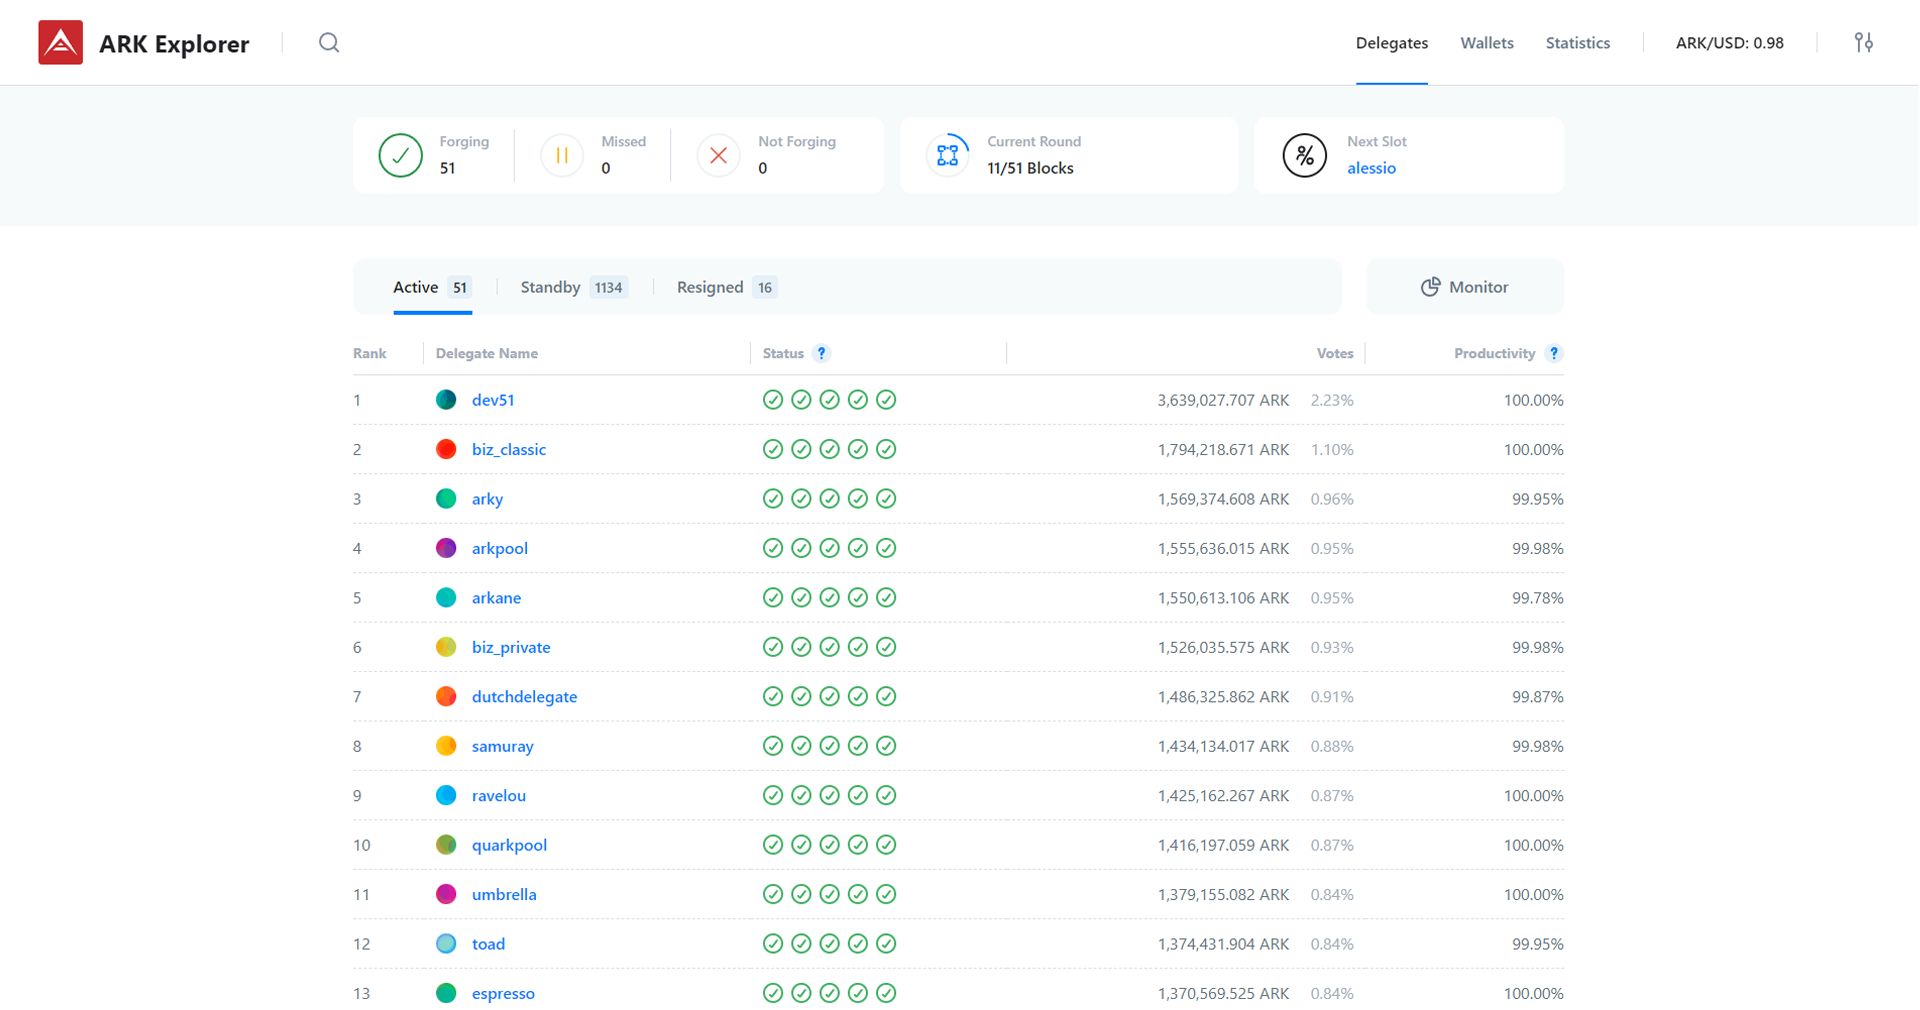 ARK Explorer
Delegates
Wallets
Statistics
ARK/USD: 0.98
Forging
51
Missed
0
Not Forging
0
Current Round
11/51 Blocks
Next Slot
alessio
Active 51
Standby 1134
Resigned 16
Monitor
Rank Delegate Name Status ? Votes Productivity ?
1 dev51 3,639,027.707 ARK 2.23% 100.00%
2 biz_classic 1,794,218.671 ARK 1.10% 100.00%
3 arky 1,569,374.608 ARK 0.96% 99.95%
4 arkpool 1,555,636.015 ARK 0.95% 99.98%
5 arkane 1,550,613.106 ARK 0.95% 99.78%
6 biz_private 1,526,035.575 ARK 0.93% 99.98%
7 dutchdelegate 1,486,325.862 ARK 0.91% 99.87%
8 samuray 1,434,134.017 ARK 0.88% 99.98%
9 ravelou 1,425,162.267 ARK 0.87% 100.00%
10 quarkpool 1,416,197.059 ARK 0.87% 100.00%
11 umbrella 1,379,155.082 ARK 0.84% 100.00%
12 toad 1,374,431.904 ARK 0.84% 99.95%
13 espresso 1,370,569.525 ARK 0.84% 100.00%